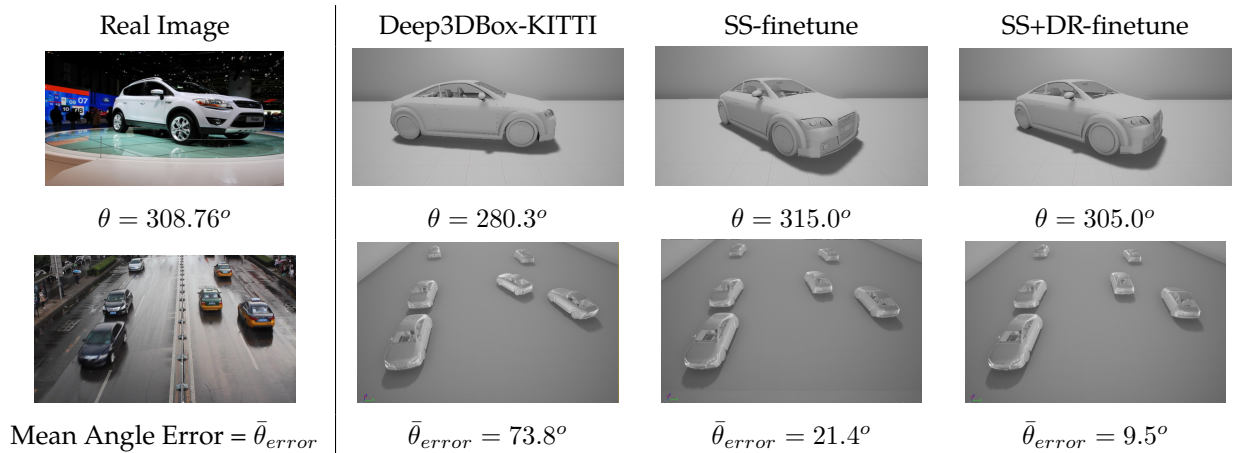 Real Image Deep3DBox-KITTI SS-finetune SS+DR-finetune
07
θ = 308.76° θ = 280.3° θ = 315.0° θ = 305.0°
Mean Angle Error = θ̄error θ̄error = 73.8° θ̄error = 21.4° θ̄error = 9.5°